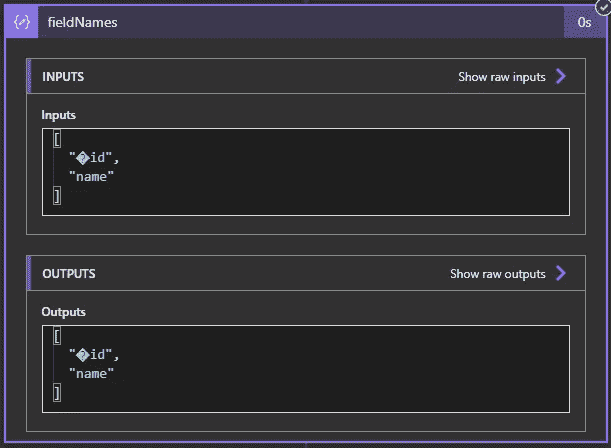 fieldNames 0s
INPUTS Show raw inputs
Inputs
[
"�id",
"name"
]
OUTPUTS Show raw outputs
Outputs
[
"�id",
"name"
]